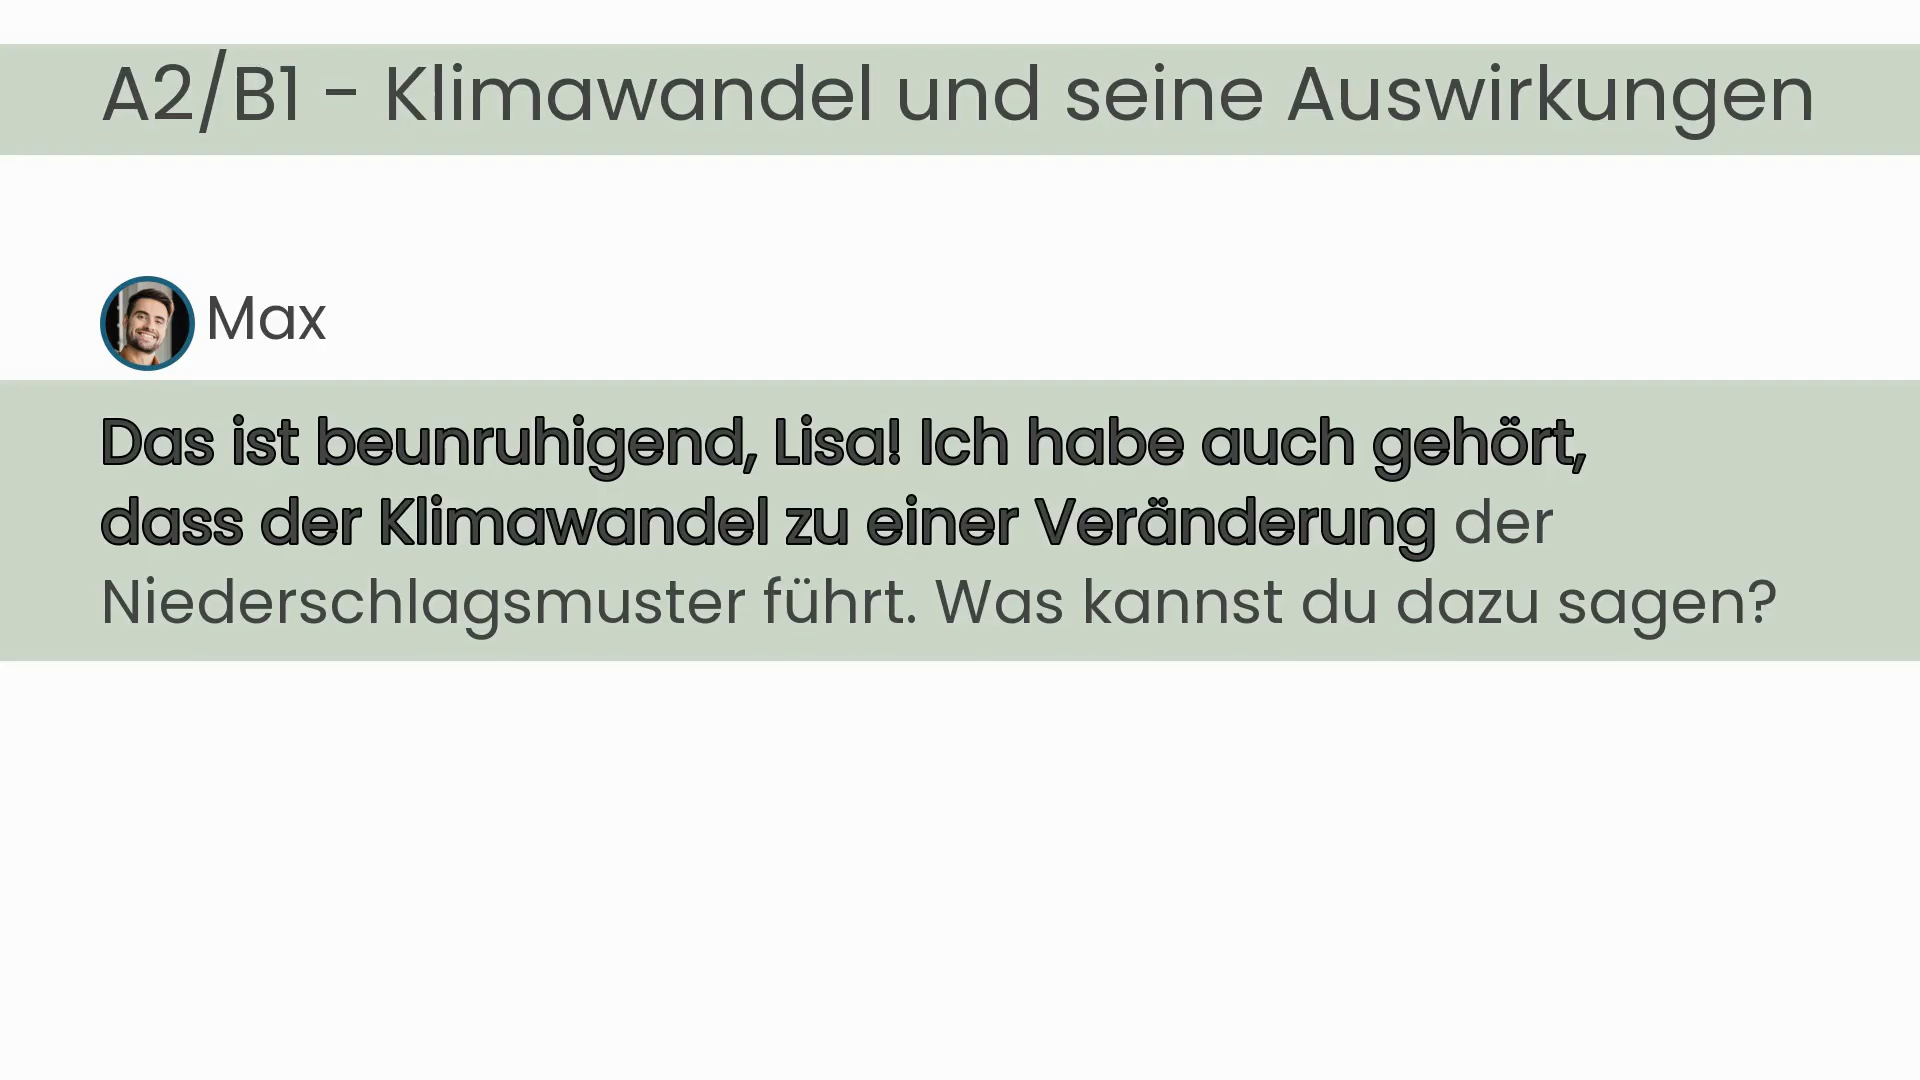 A2/B1 - Klimawandel und seine Auswirkungen
Max
Das ist beunruhigend, Lisa! Ich habe auch gehört,
dass der Klimawandel zu einer Veränderung der
Niederschlagsmuster führt. Was kannst du dazu sagen?